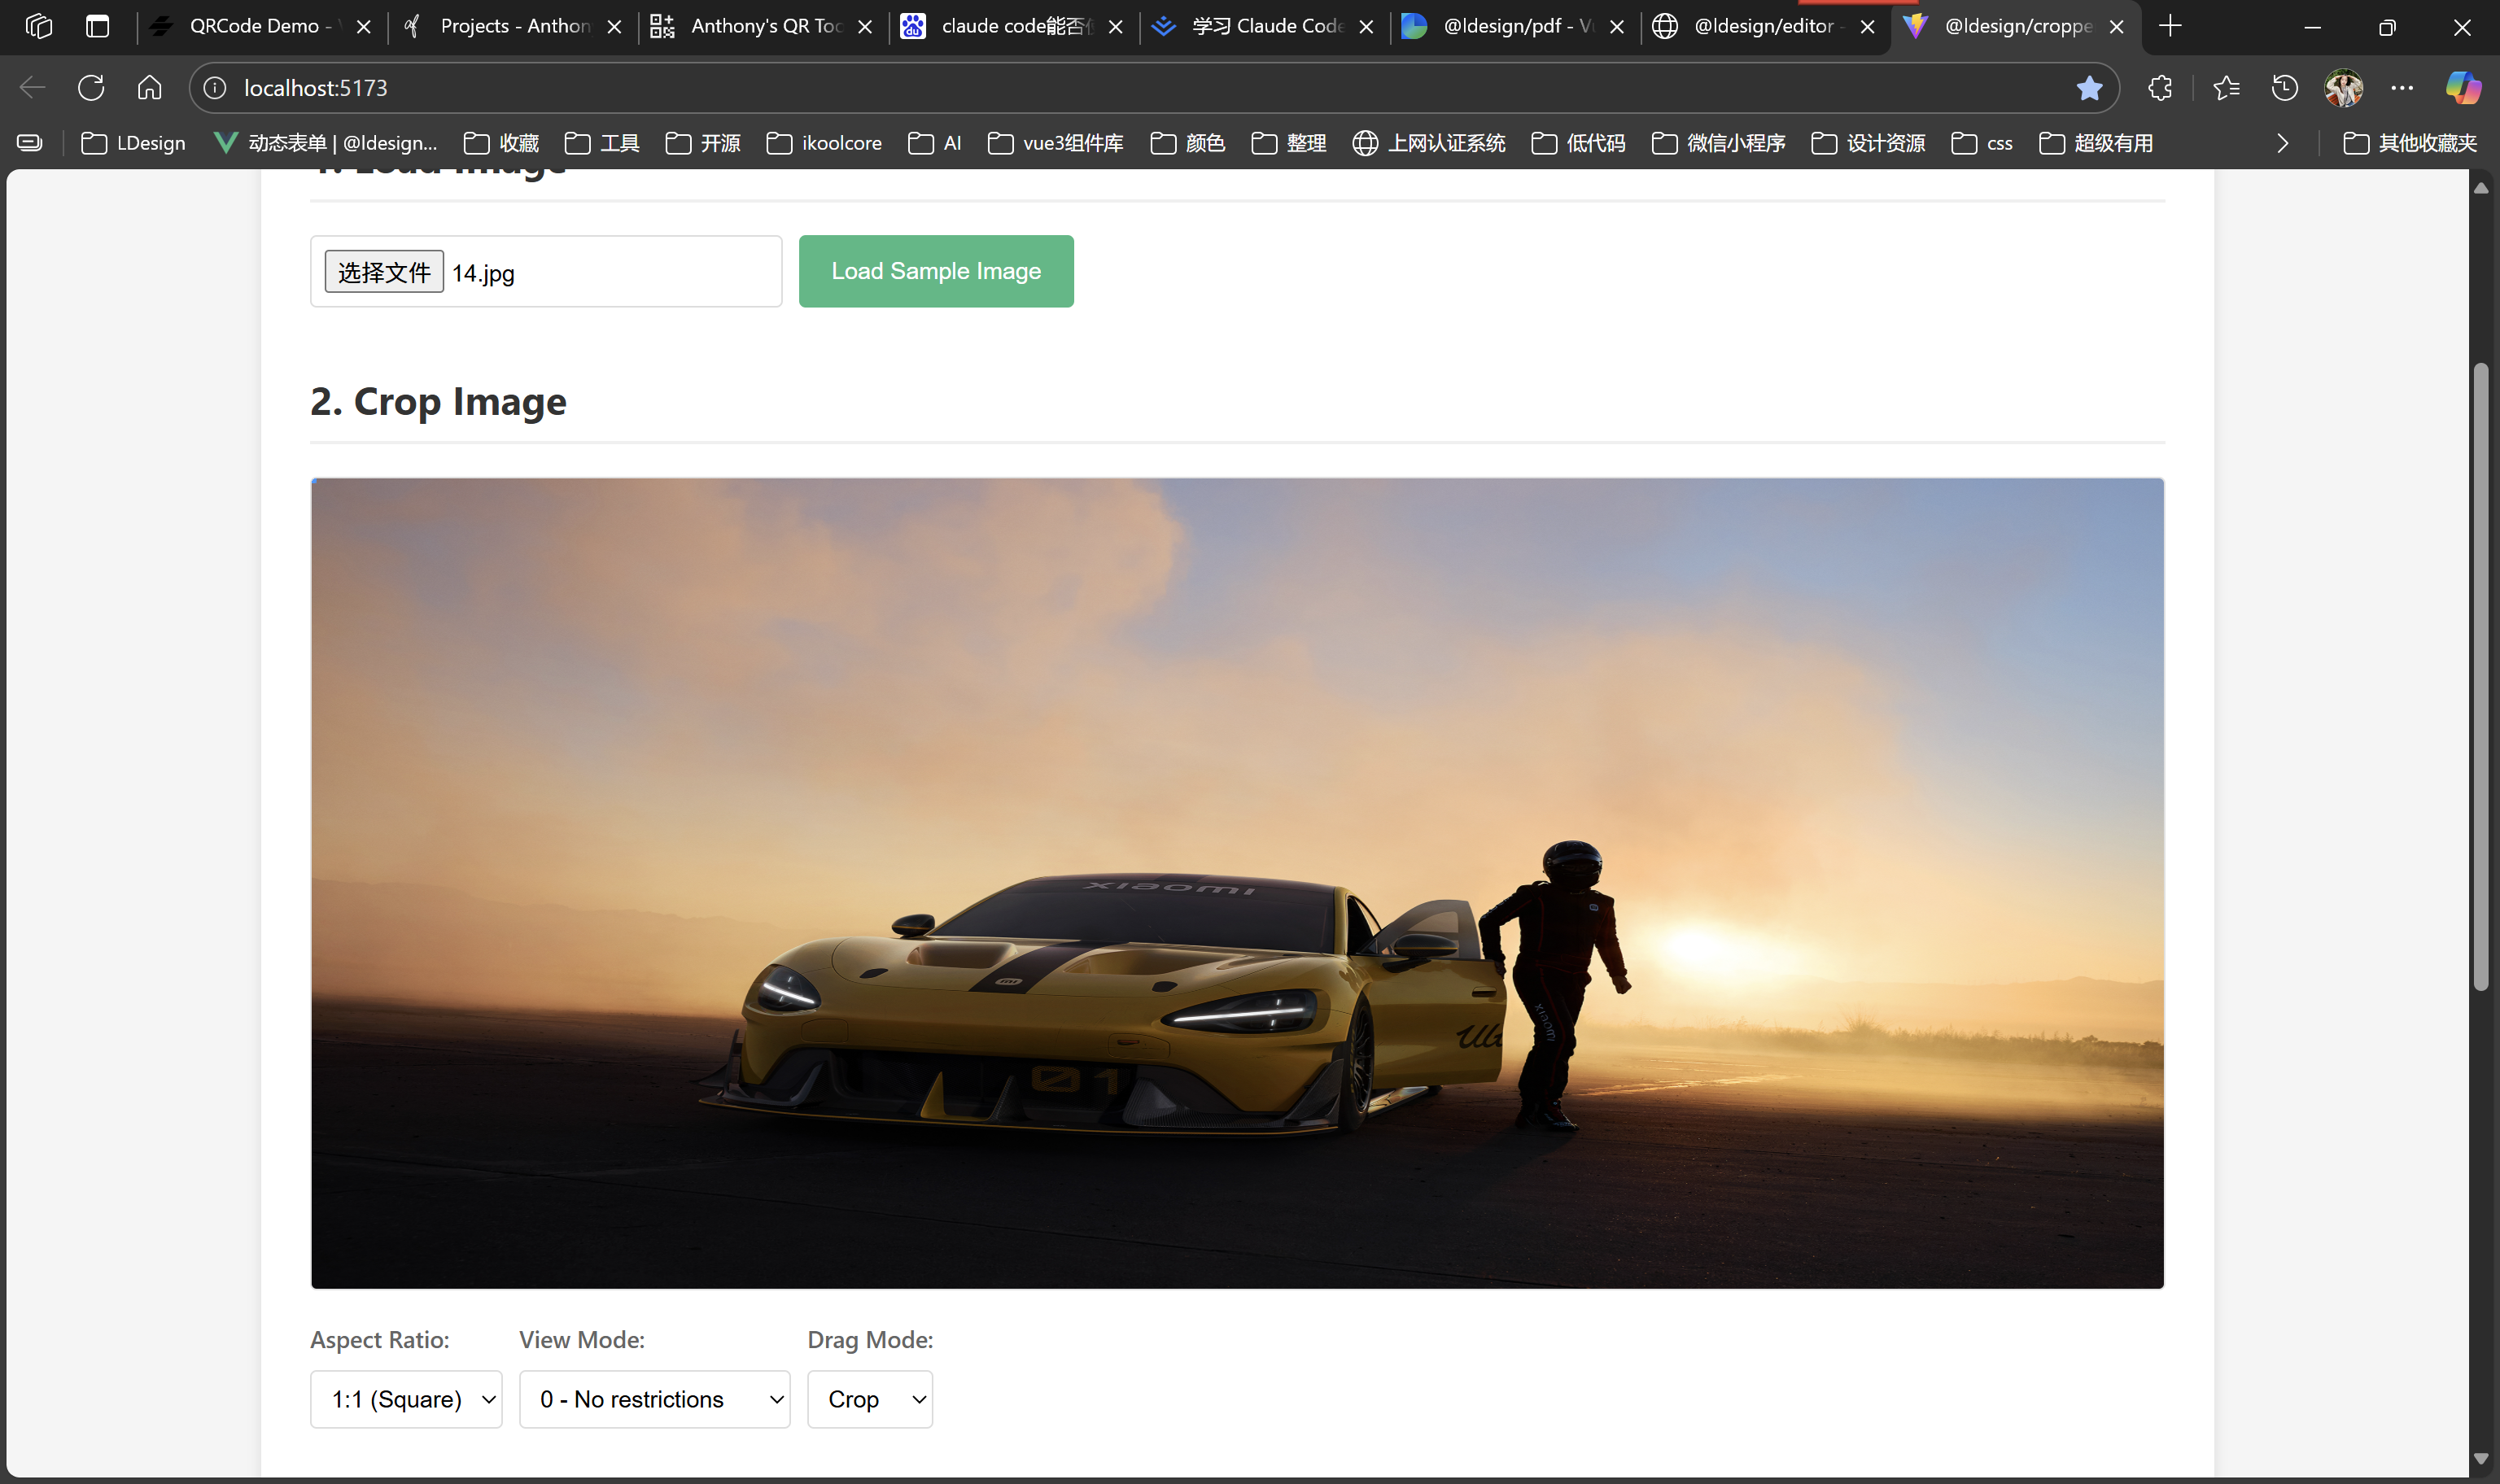 QRCode Demo -
Projects - Anthon
Anthony's QR Too
claude code能否
学习 Claude Code
@ldesign/pdf - V
@ldesign/editor -
@ldesign/croppe
localhost:5173
LDesign
动态表单 | @ldesign...
收藏
工具
开源
ikoolcore
AI
vue3组件库
颜色
整理
上网认证系统
低代码
微信小程序
设计资源
css
超级有用
其他收藏夹
1. Load Image
选择文件 14.jpg
Load Sample Image
2. Crop Image
xiaomi
xiaomi
01
Aspect Ratio:
View Mode:
Drag Mode:
1:1 (Square)
0 - No restrictions
Crop